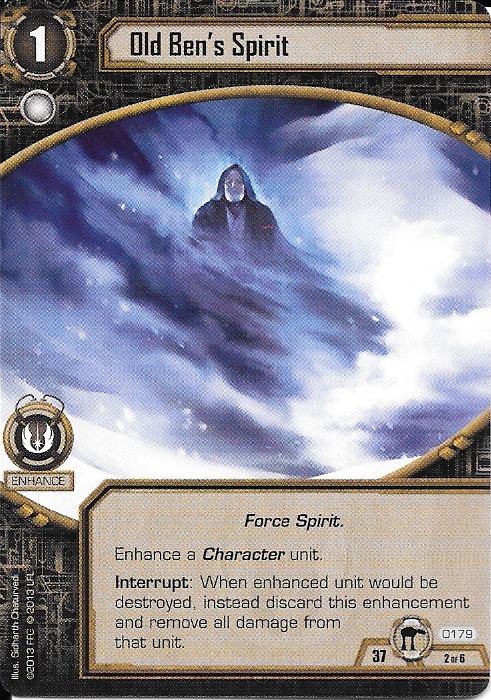 1
Old Ben's Spirit
ENHANCE
Force Spirit.
Enhance a Character unit.
Interrupt: When enhanced unit would be
destroyed, instead discard this enhancement
and remove all damage from
that unit.
Illus. Sidharth Chaturvedi
©2013 FFG ©2013 LFL
0179
37
2 OF 6